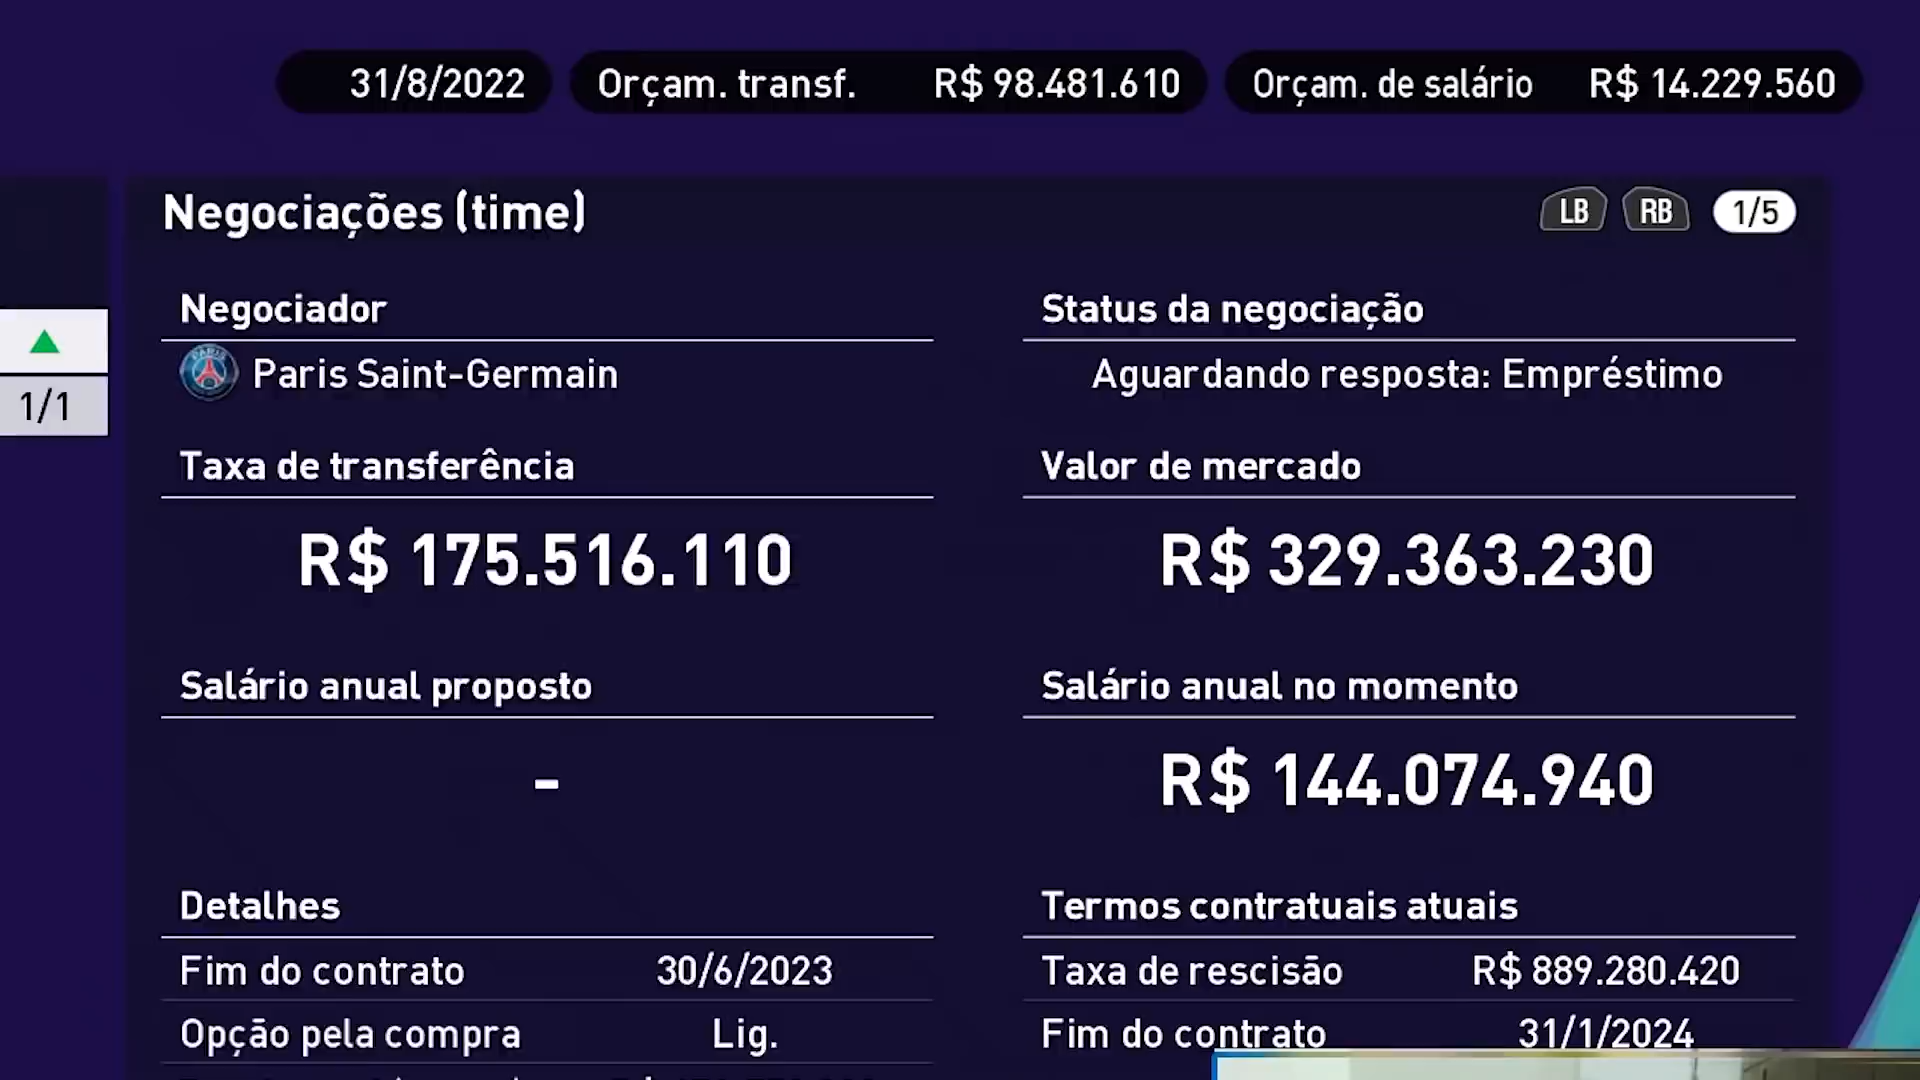 31/8/2022 Orçam. transf. R$ 98.481.610 Orçam. de salário R$ 14.229.560
Negociações (time) LB RB 1/5
Negociador Status da negociação
Paris Saint-Germain Aguardando resposta: Empréstimo
1/1
Taxa de transferência Valor de mercado
R$ 175.516.110 R$ 329.363.230
Salário anual proposto Salário anual no momento
- R$ 144.074.940
Detalhes Termos contratuais atuais
Fim do contrato 30/6/2023 Taxa de rescisão R$ 889.280.420
Opção pela compra Lig. Fim do contrato 31/1/2024